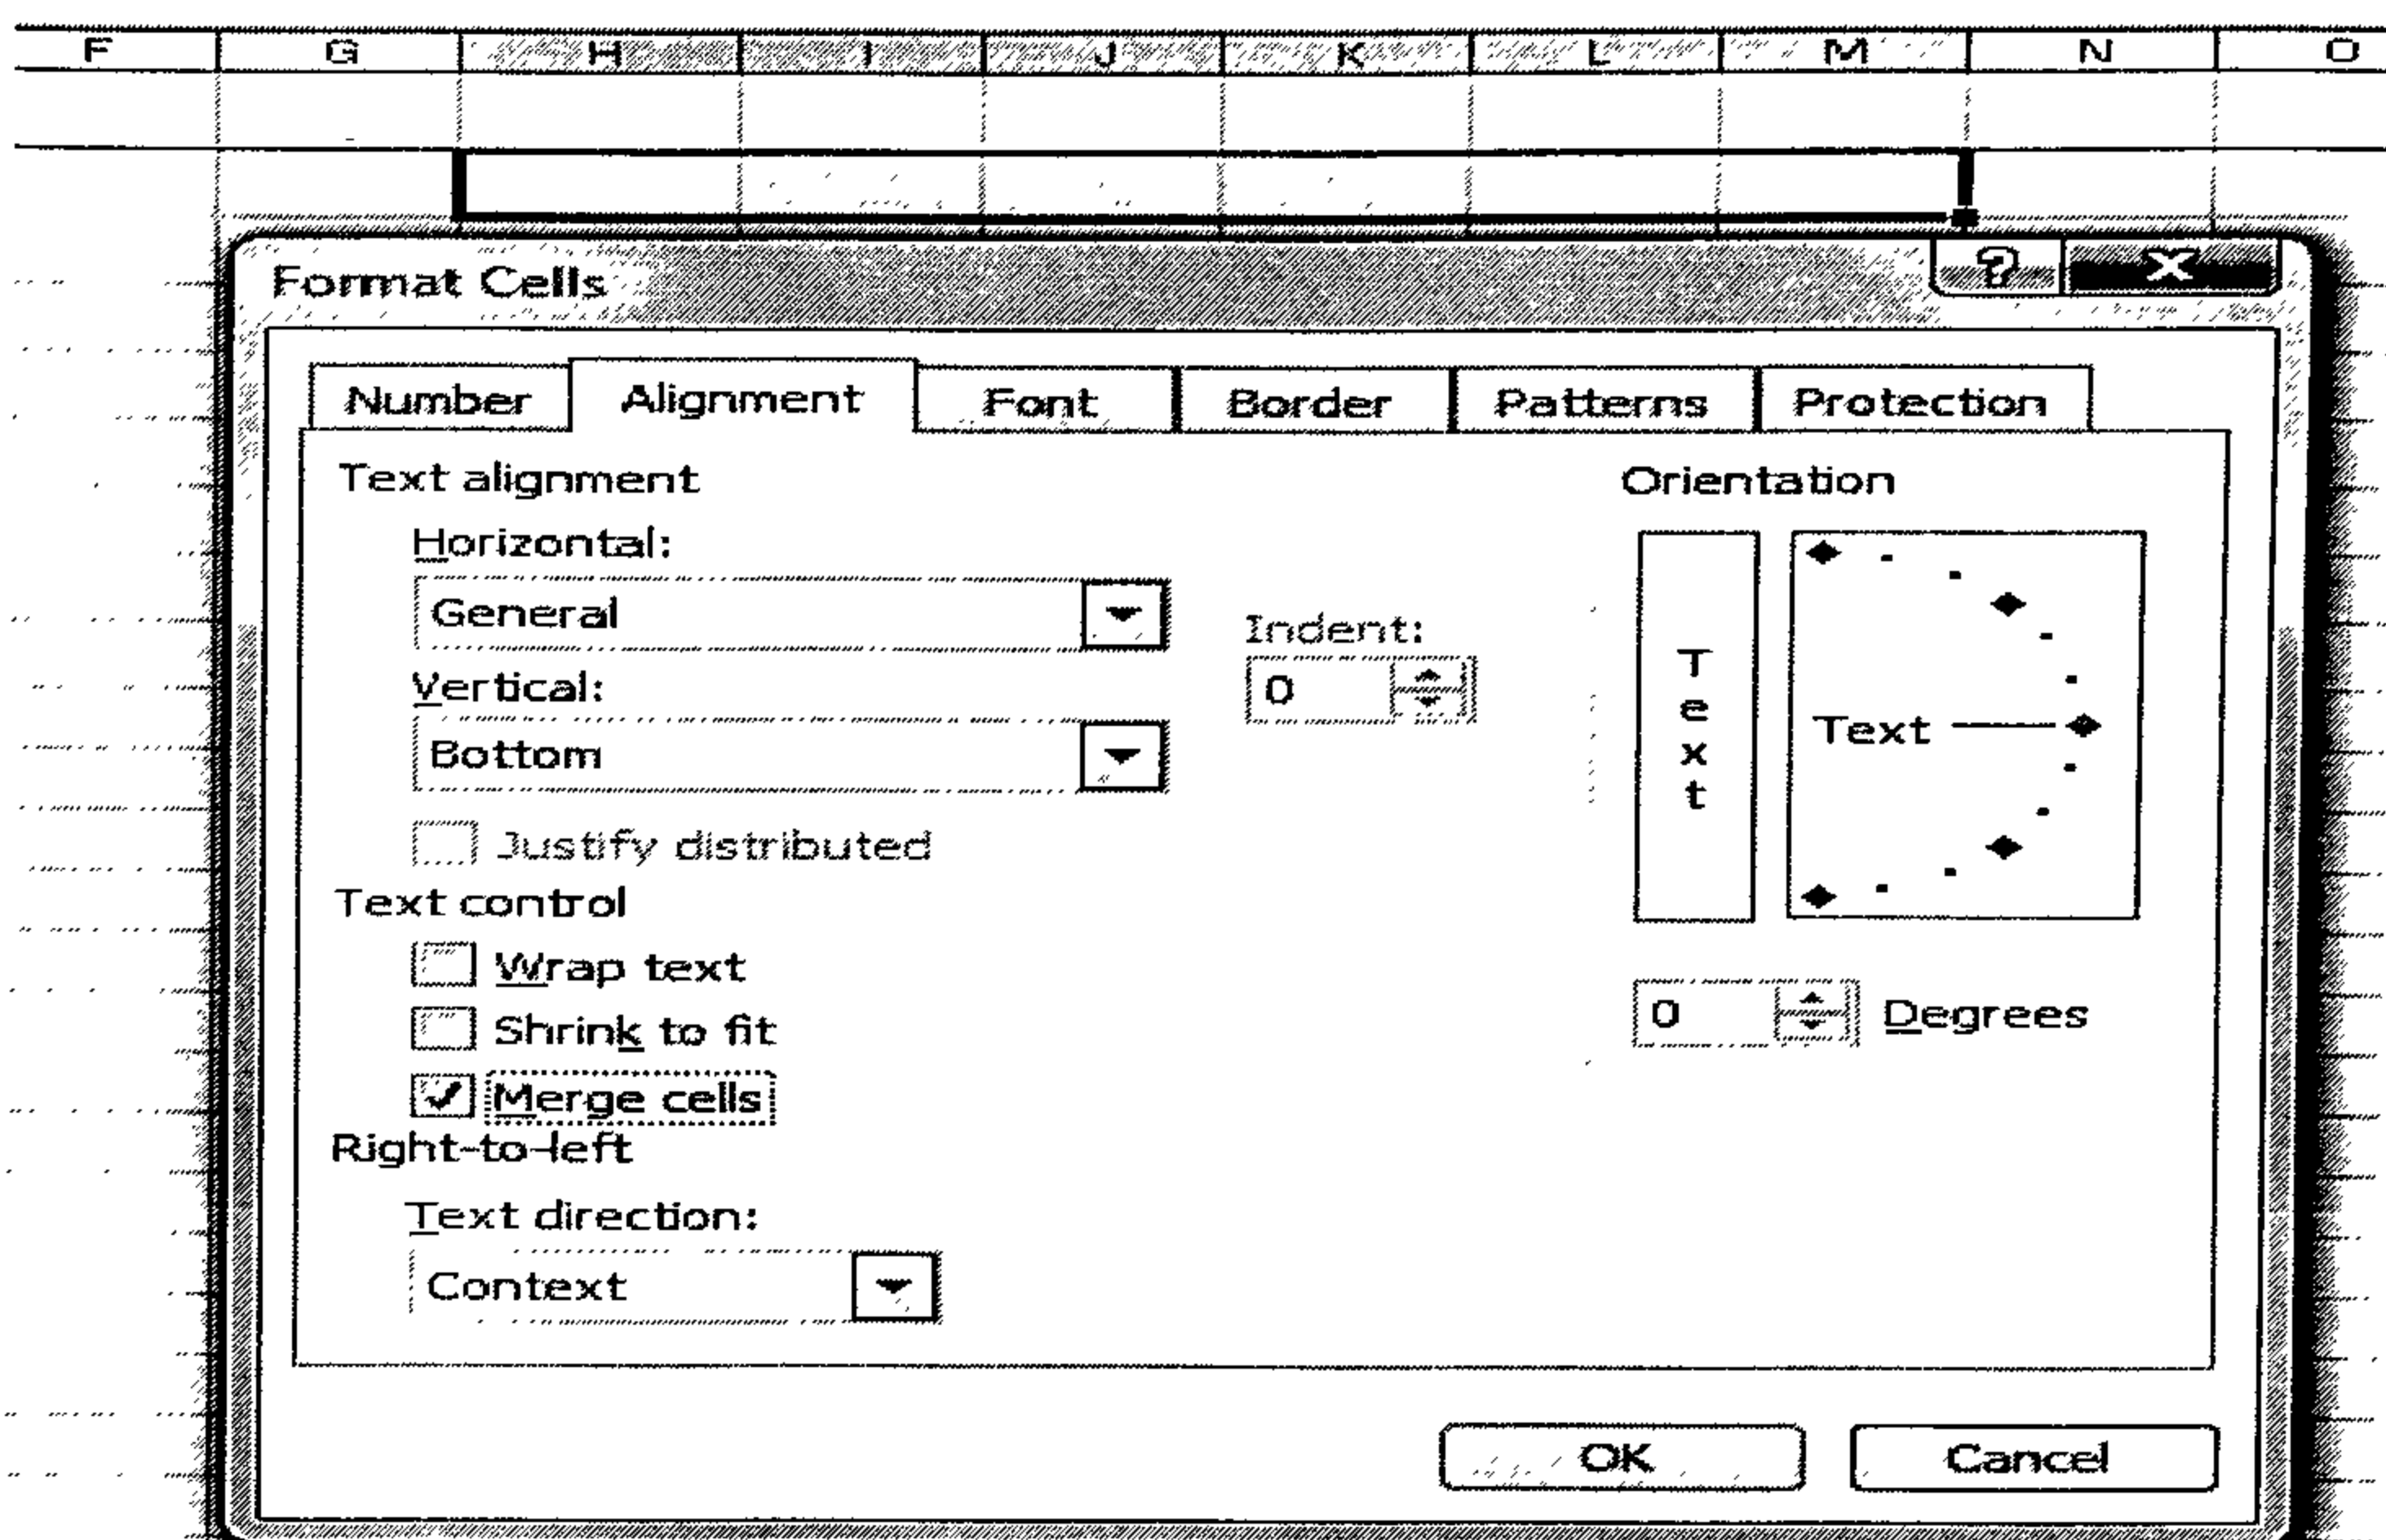 F G H I J K L M N O
Format Cells
? X
Number Alignment Font Border Patterns Protection
Text alignment
Horizontal:
General
Vertical:
Bottom
Indent:
0
Justify distributed
Text control
Wrap text
Shrink to fit
Merge cells
Right-to-left
Text direction:
Context
Orientation
Text
Text
0 Degrees
OK Cancel